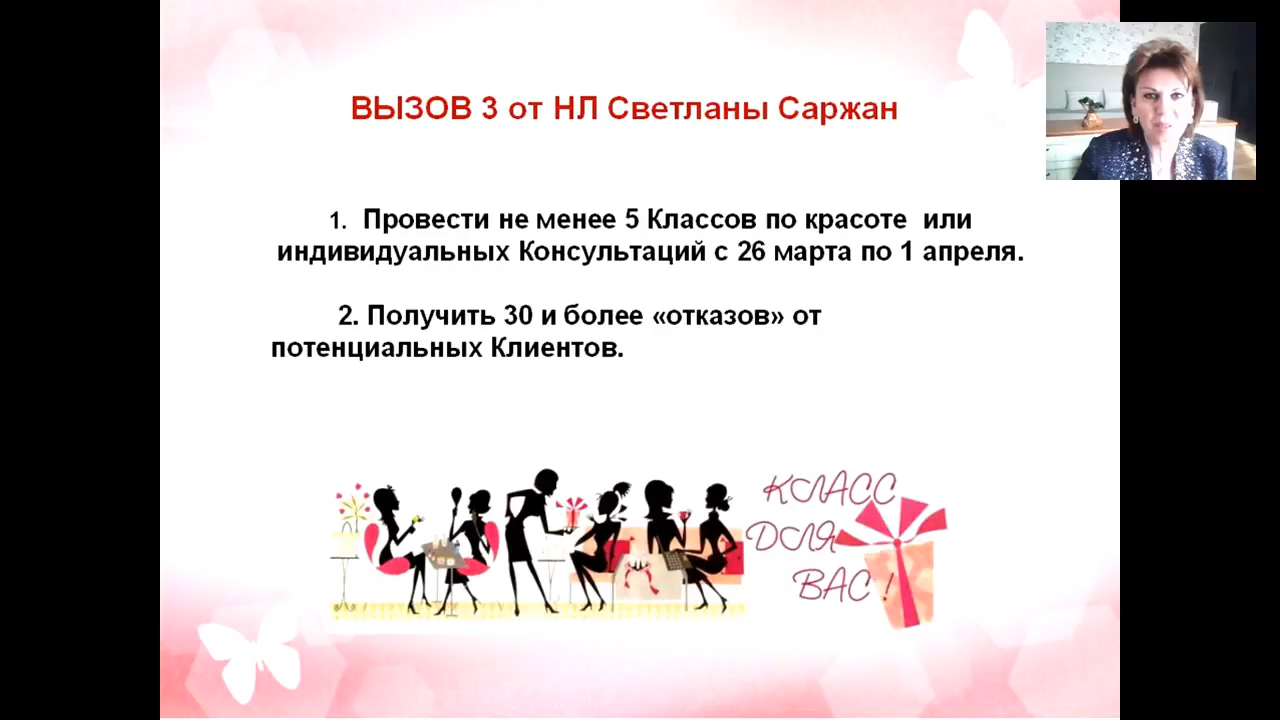 ВЫЗОВ 3 от НЛ Светланы Саржан
1. Провести не менее 5 Классов по красоте или
индивидуальных Консультаций с 26 марта по 1 апреля.
2. Получить 30 и более «отказов» от
потенциальных Клиентов.
КЛАСС
ДЛЯ
ВАС!